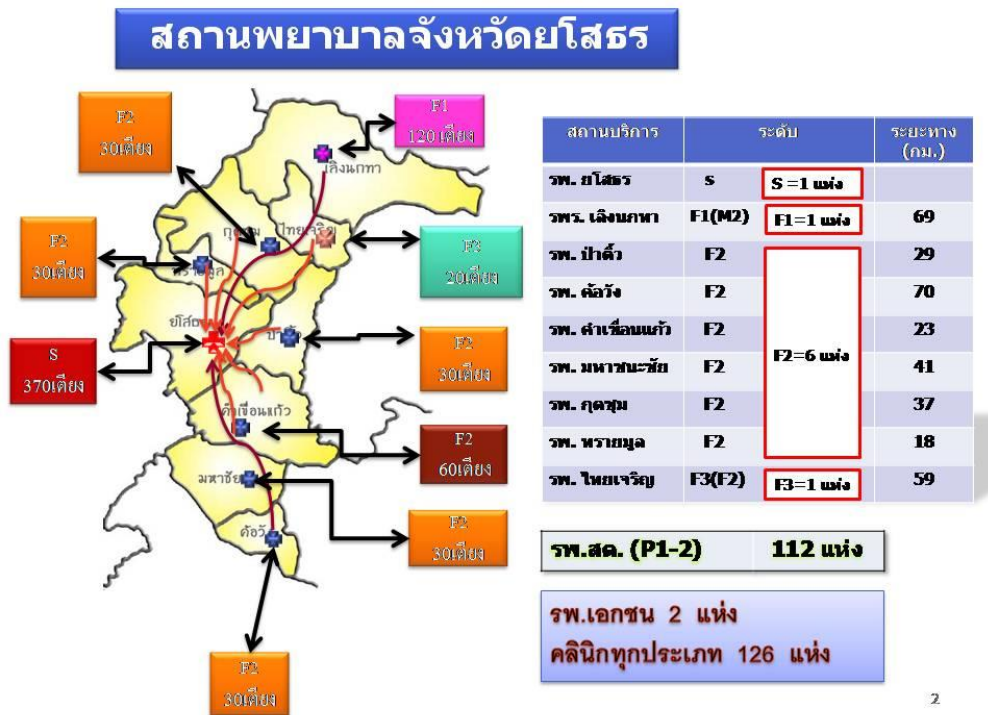 สถานพยาบาลจังหวัดยโสธร
F2
30เตียง
F1
120 เตียง
เลิงนกทา
F2
30เตียง
ไทยเจริญ
F3
20เตียง
ยโสธ
S
370เตียง
F2
30เตียง
คำเขื่อนแก้ว
F2
60เตียง
มหาชัย
F2
30เตียง
ค้อวั
F2
30เตียง
สถานบริการ ระดับ ระยะทาง
(กม.)
รพ. ยโสธร S S =1 แห่ง
รพร. เลิงนกทา F1(M2) F1=1 แห่ง 69
รพ. ป่าติ้ว F2 29
รพ. ค้อวัง F2 70
รพ. คำเขื่อนแก้ว F2 F2=6 แห่ง 23
รพ. มหาชนะชัย F2 41
รพ. กุดชุม F2 37
รพ. ทรายมูล F2 18
รพ. ไทยเจริญ F3(F2) F3=1 แห่ง 59
รพ.สต. (P1-2) 112 แห่ง
รพ.เอกชน 2 แห่ง
คลินิกทุกประเภท 126 แห่ง
2